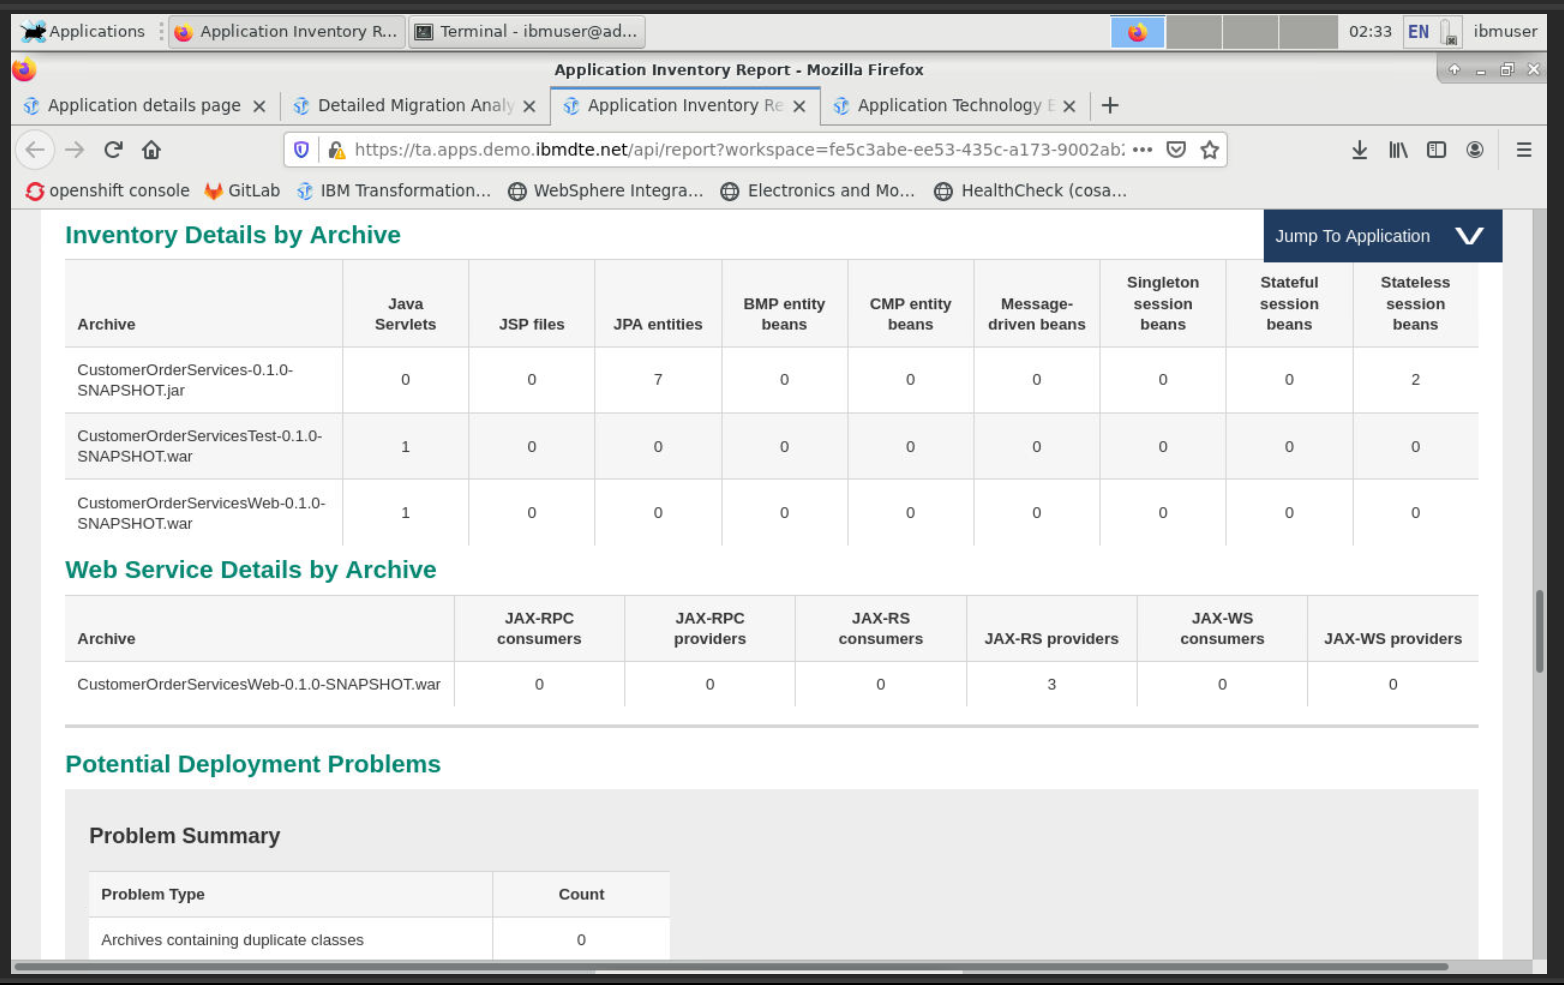 Applications
Application Inventory R...
Terminal - ibmuser@ad...
02:33
EN
ibmuser
Application Inventory Report - Mozilla Firefox
Application details page
Detailed Migration Analy
Application Inventory Re
Application Technology E
https://ta.apps.demo.ibmdte.net/api/report?workspace=fe5c3abe-ee53-435c-a173-9002ab2
openshift console
GitLab
IBM Transformation...
WebSphere Integra...
Electronics and Mo...
HealthCheck (cosa...
Inventory Details by Archive
Jump To Application
Archive
Java
Servlets
JSP files
JPA entities
BMP entity
beans
CMP entity
beans
Message-
driven beans
Singleton
session
beans
Stateful
session
beans
Stateless
session
beans
CustomerOrderServices-0.1.0-
SNAPSHOT.jar
0 0 7 0 0 0 0 0 2
CustomerOrderServicesTest-0.1.0-
SNAPSHOT.war
1 0 0 0 0 0 0 0 0
CustomerOrderServicesWeb-0.1.0-
SNAPSHOT.war
1 0 0 0 0 0 0 0 0
Web Service Details by Archive
Archive
JAX-RPC
consumers
JAX-RPC
providers
JAX-RS
consumers
JAX-RS providers
JAX-WS
consumers
JAX-WS providers
CustomerOrderServicesWeb-0.1.0-SNAPSHOT.war 0 0 0 3 0 0
Potential Deployment Problems
Problem Summary
Problem Type Count
Archives containing duplicate classes 0